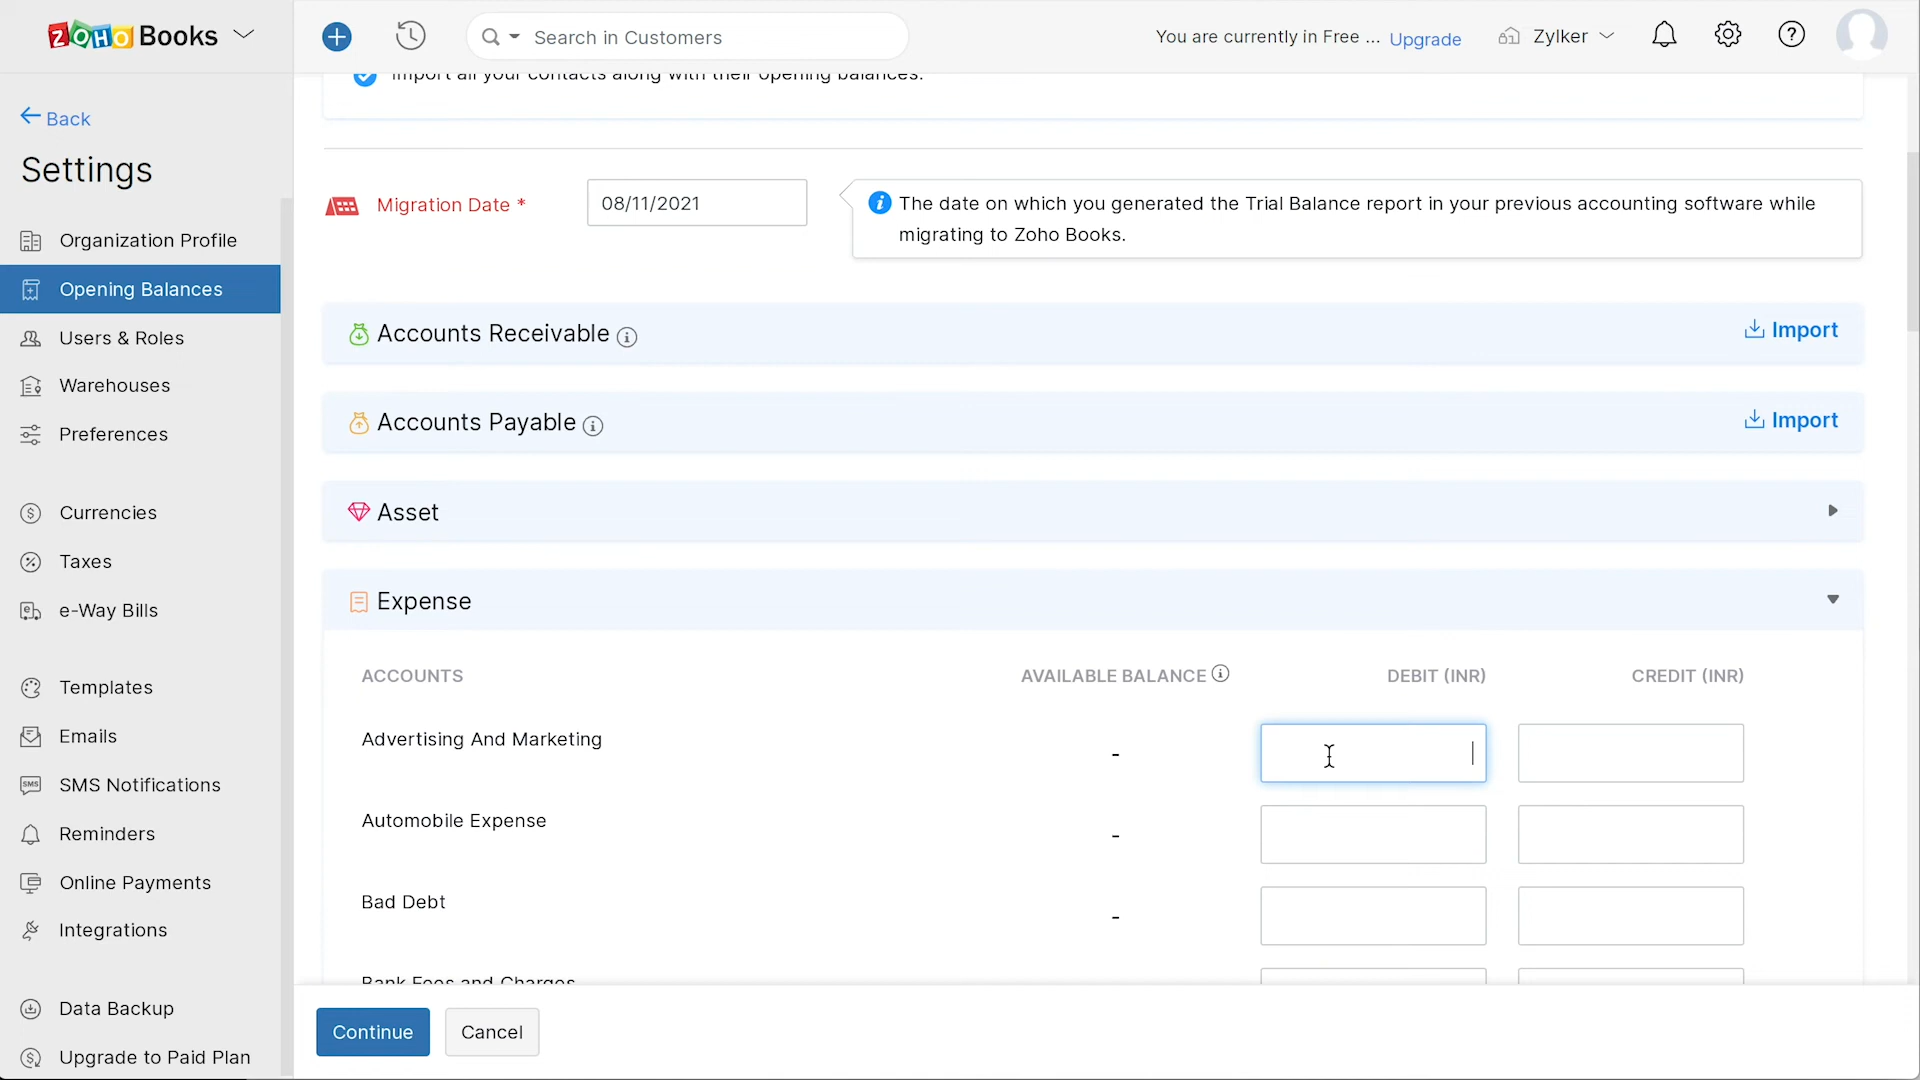 ZOHO Books
Search in Customers
You are currently in Free ... Upgrade
Zylker
Import all your contacts along with their opening balances.
Back
Settings
Organization Profile
Opening Balances
Users & Roles
Warehouses
Preferences
Currencies
Taxes
e-Way Bills
Templates
Emails
SMS Notifications
Reminders
Online Payments
Integrations
Data Backup
Upgrade to Paid Plan
Migration Date *
08/11/2021
The date on which you generated the Trial Balance report in your previous accounting software while
migrating to Zoho Books.
Accounts Receivable
Import
Accounts Payable
Import
Asset
Expense
ACCOUNTS AVAILABLE BALANCE DEBIT (INR) CREDIT (INR)
Advertising And Marketing -
Automobile Expense -
Bad Debt -
Bank Fees and Charges
Continue Cancel